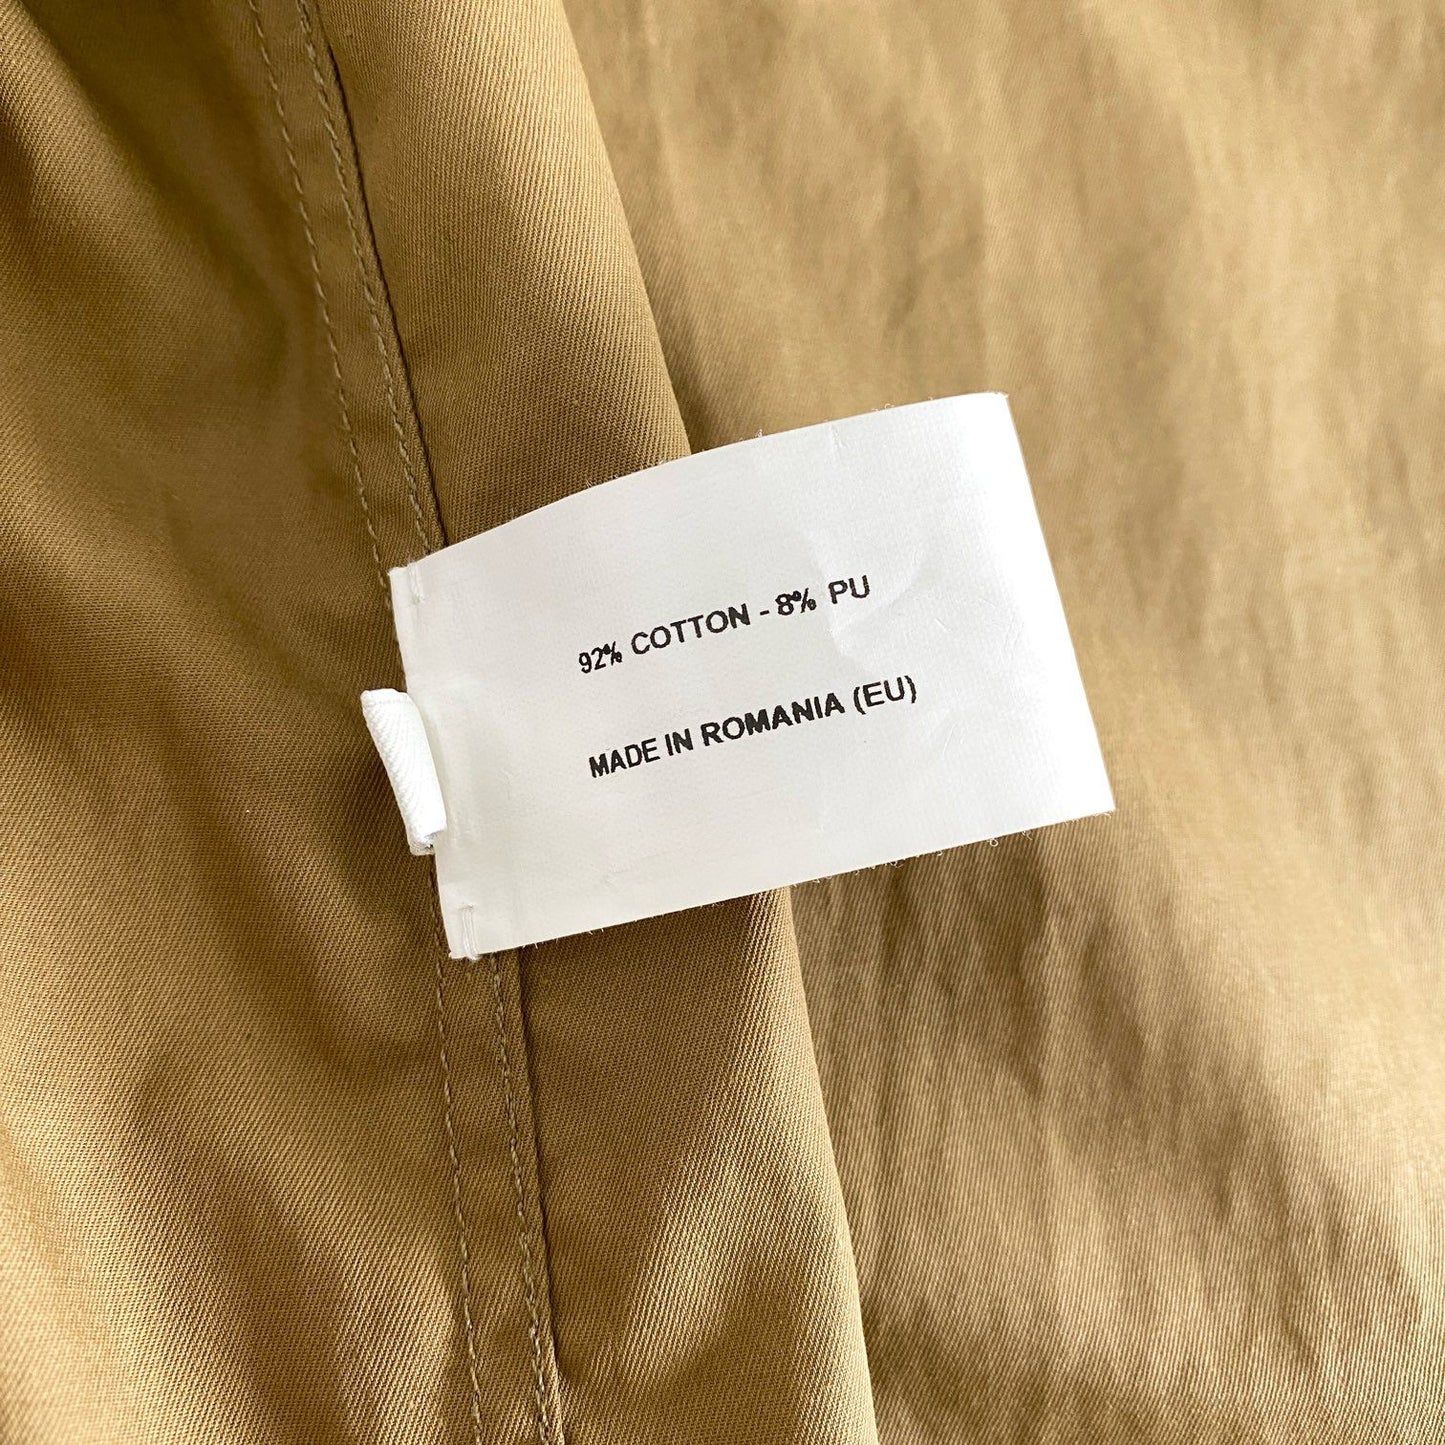 92% COTTON - 8% PU
MADE IN ROMANIA (EU)